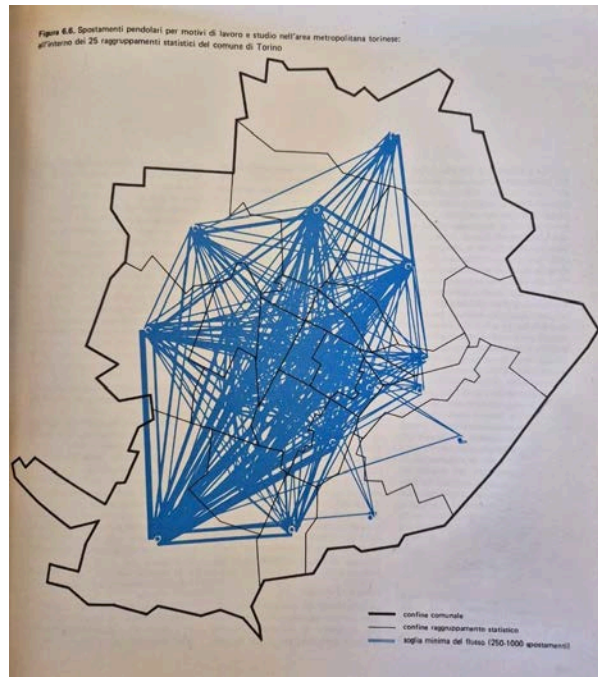 Figura 6.6. Spostamenti pendolari per motivi di lavoro e studio nell'area metropolitana torinese:
all'interno dei 25 raggruppamenti statistici del comune di Torino
confine comunale
confine raggruppamento statistico
soglia minima del flusso (250-1000 spostamenti)